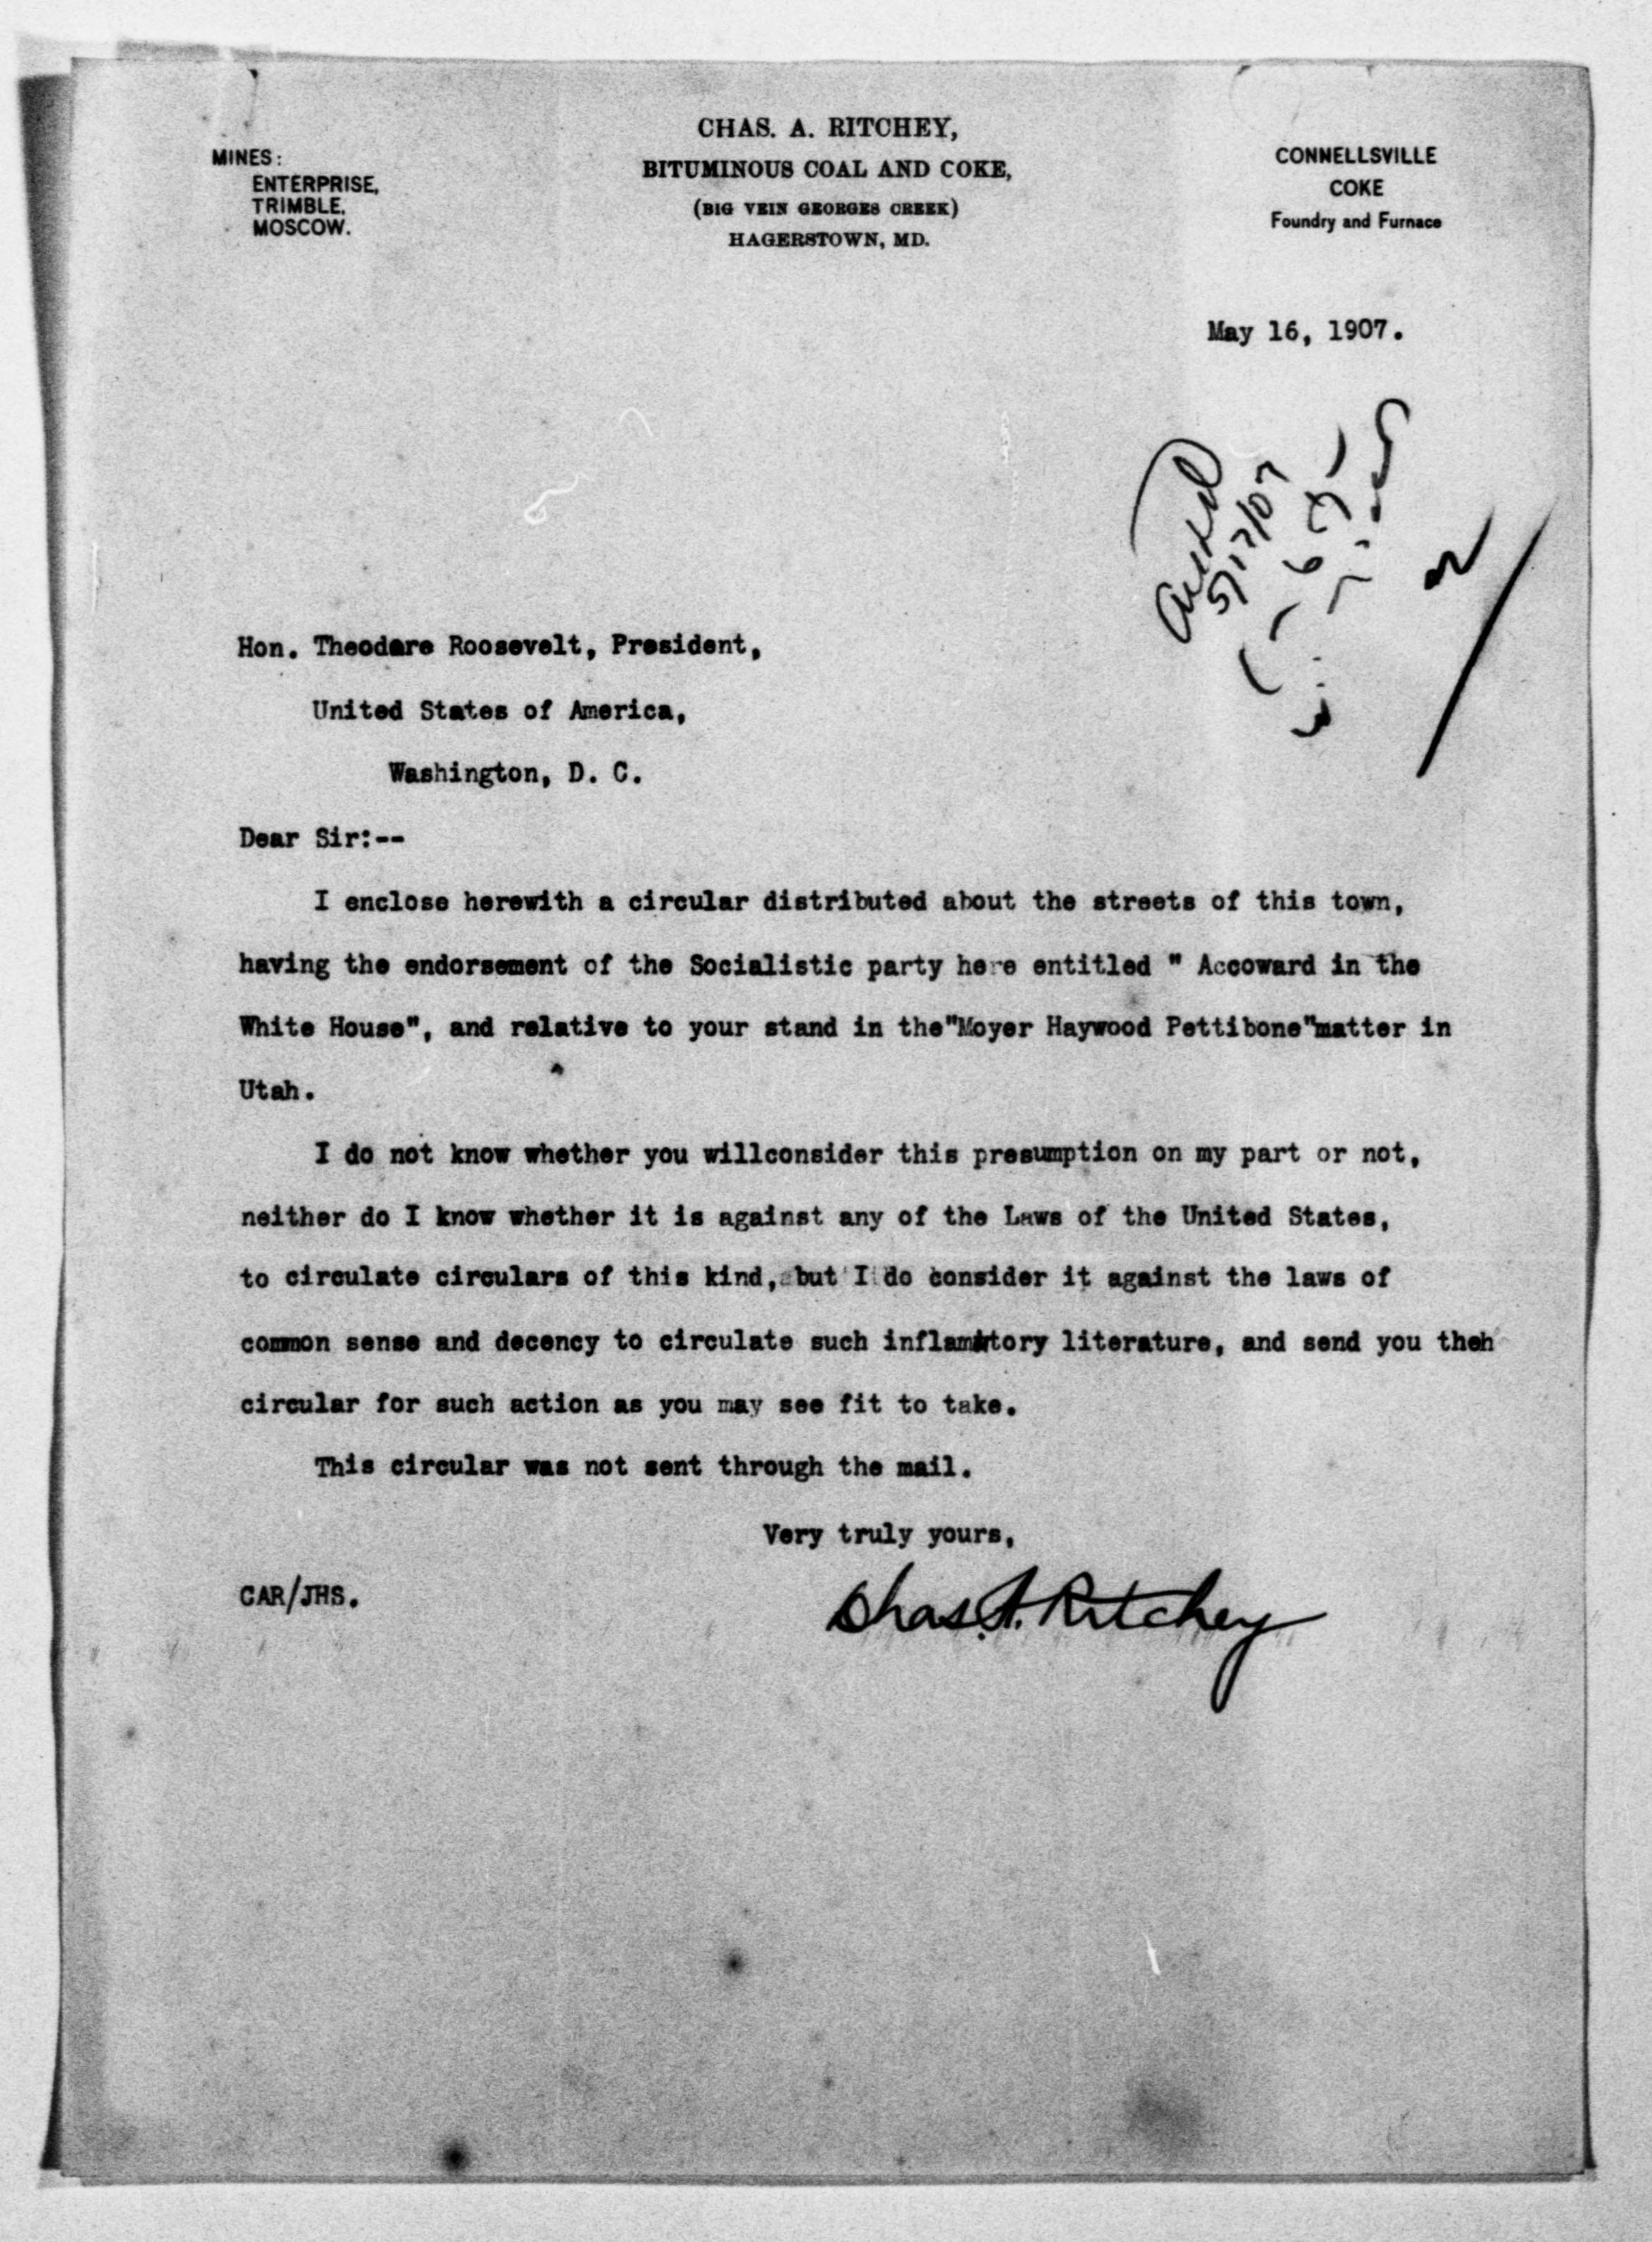 CHAS. A. RITCHEY,
BITUMINOUS COAL AND COKE,
(BIG VEIN GEORGES CREEK)
HAGERSTOWN, MD.
MINES:
ENTERPRISE,
TRIMBLE,
MOSCOW.
CONNELLSVILLE
COKE
Foundry and Furnace
May 16, 1907.
5/17/07
Hon. Theodore Roosevelt, President,
United States of America,
Washington, D. C.
Dear Sir:--
I enclose herewith a circular distributed about the streets of this town,
having the endorsement of the Socialistic party here entitled " Accoward in the
White House", and relative to your stand in the"Moyer Haywood Pettibone"matter in
Utah.
I do not know whether you willconsider this presumption on my part or not,
neither do I know whether it is against any of the Laws of the United States,
to circulate circulars of this kind, but I do consider it against the laws of
common sense and decency to circulate such inflamatory literature, and send you theh
circular for such action as you may see fit to take.
This circular was not sent through the mail.
Very truly yours,
CAR/JHS.
Chas. A. Ritchey